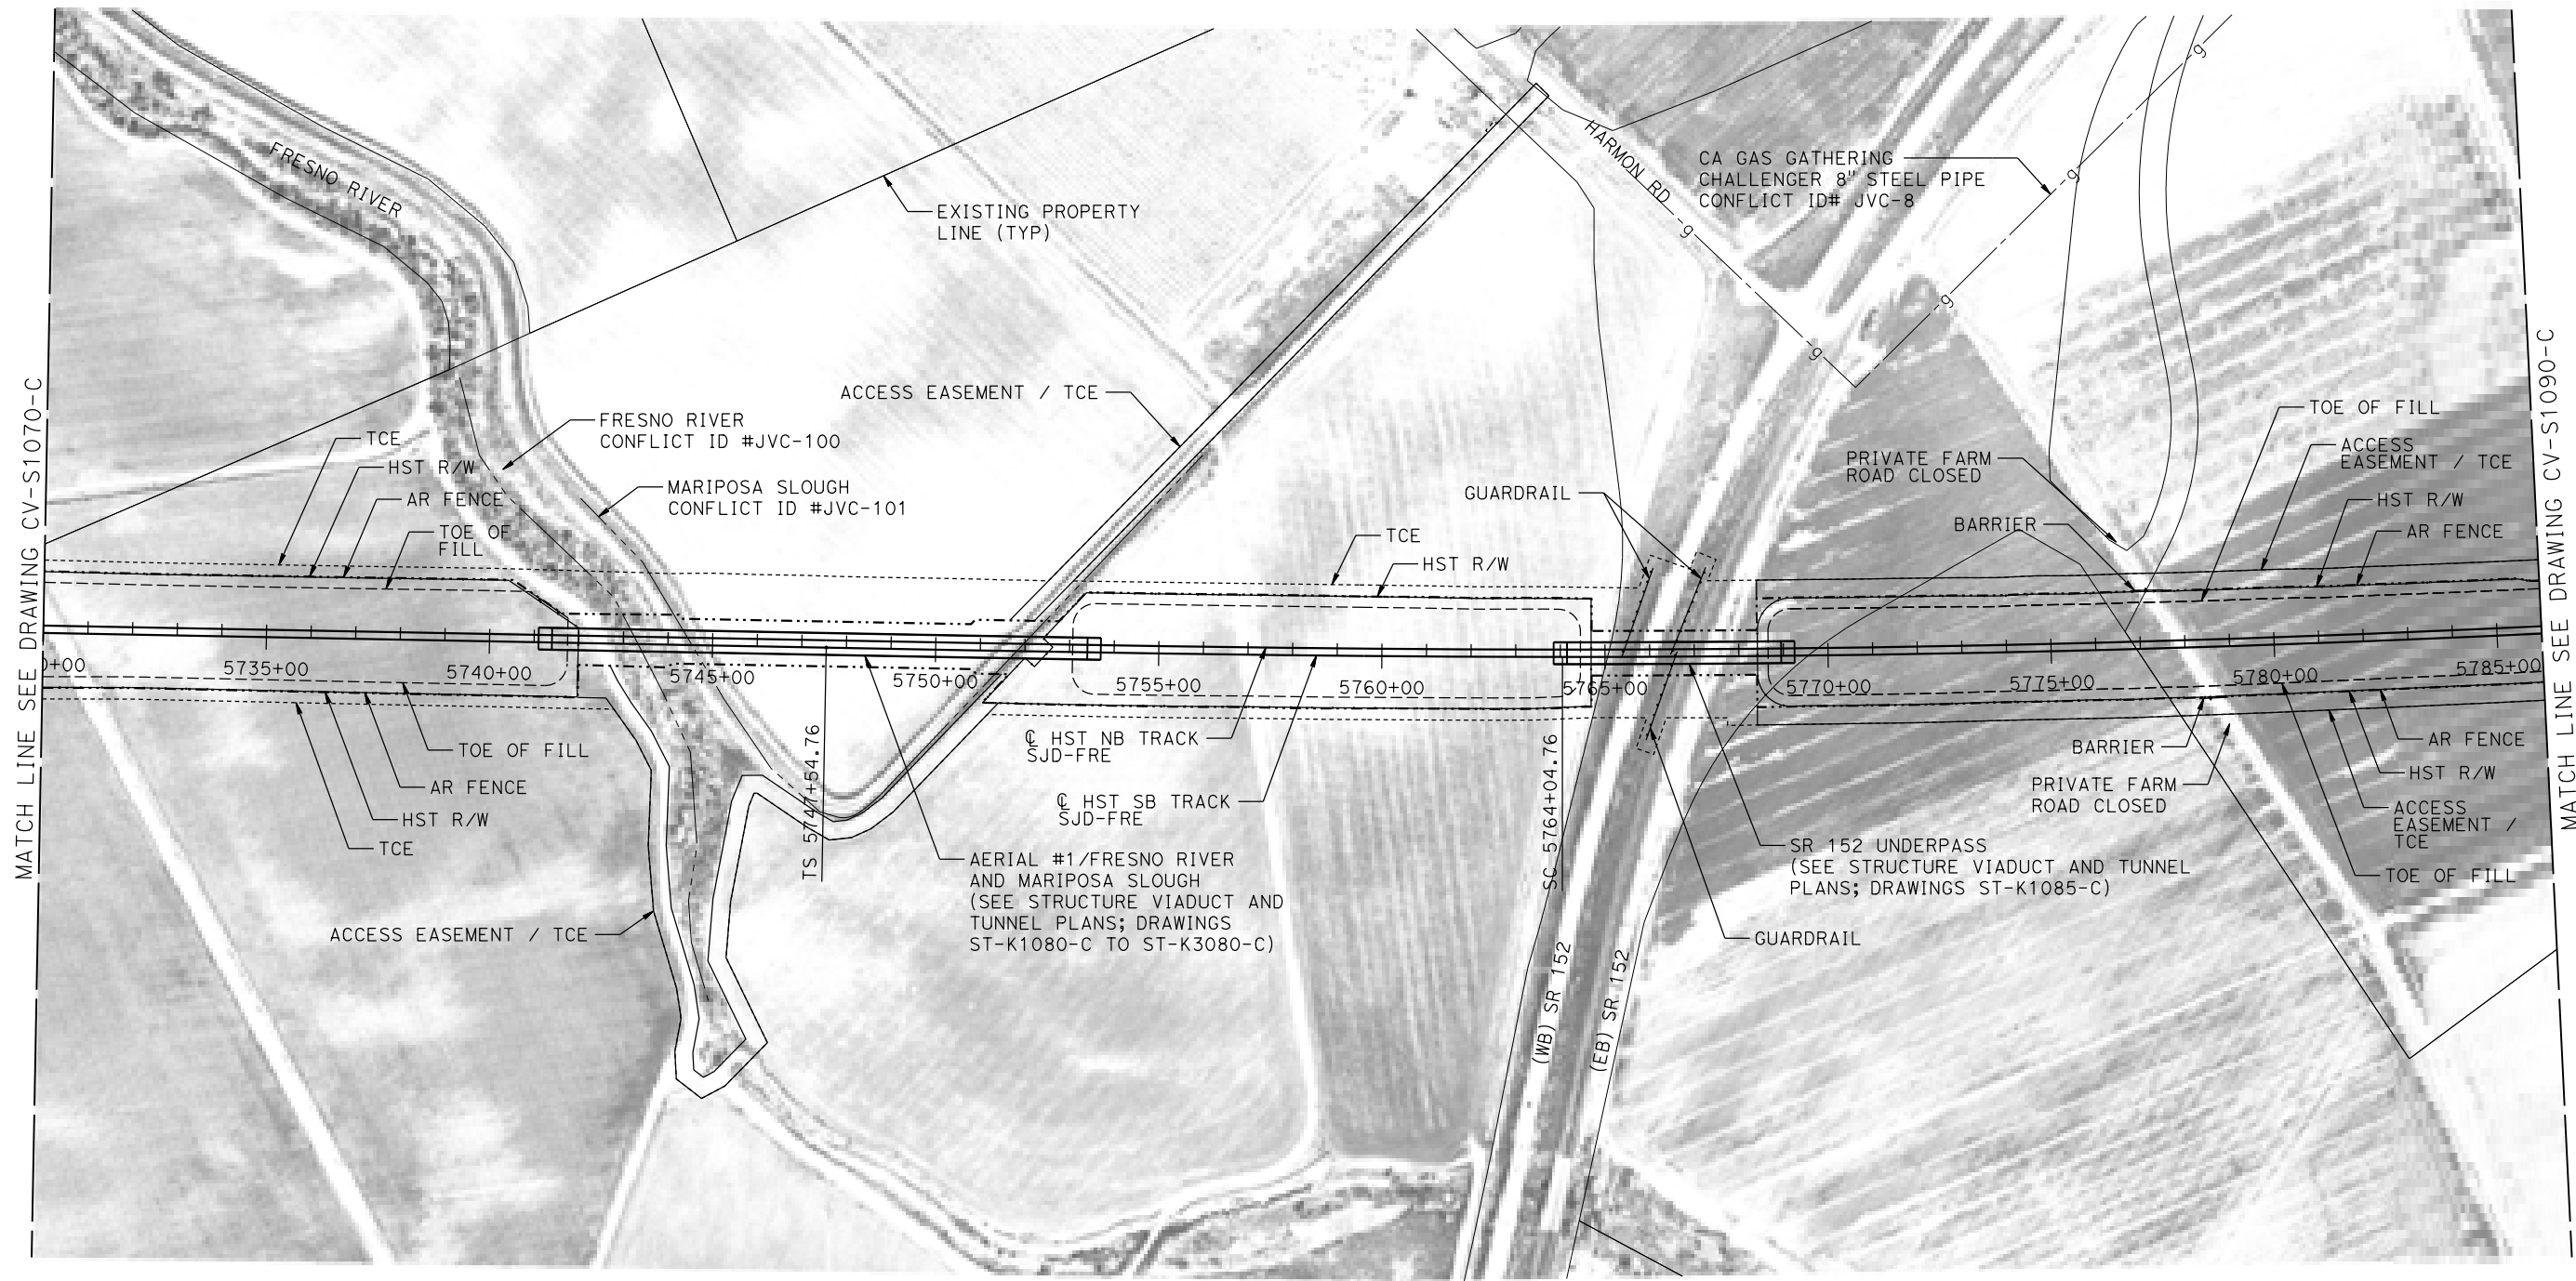 FRESNO RIVER
HARMON RD
CA GAS GATHERING
CHALLENGER 8" STEEL PIPE
CONFLICT ID# JVC-8
g
g
g
g
g
EXISTING PROPERTY
LINE (TYP)
ACCESS EASEMENT / TCE
FRESNO RIVER
CONFLICT ID #JVC-100
MARIPOSA SLOUGH
CONFLICT ID #JVC-101
TCE
HST R/W
AR FENCE
TOE OF
FILL
GUARDRAIL
TCE
HST R/W
PRIVATE FARM
ROAD CLOSED
BARRIER
TOE OF FILL
ACCESS
EASEMENT / TCE
HST R/W
AR FENCE
MATCH LINE SEE DRAWING CV-S1070-C
MATCH LINE SEE DRAWING CV-S1090-C
0+00
5735+00
5740+00
5745+00
5750+00
5755+00
5760+00
5765+00
5770+00
5775+00
5780+00
5785+00
TOE OF FILL
AR FENCE
HST R/W
TCE
ACCESS EASEMENT / TCE
TS 5747+54.76
℄ HST NB TRACK
SJD-FRE
℄ HST SB TRACK
SJD-FRE
AERIAL #1/FRESNO RIVER
AND MARIPOSA SLOUGH
(SEE STRUCTURE VIADUCT AND
TUNNEL PLANS; DRAWINGS
ST-K1080-C TO ST-K3080-C)
SC 5764+04.76
(WB) SR 152
(EB) SR 152
SR 152 UNDERPASS
(SEE STRUCTURE VIADUCT AND TUNNEL
PLANS; DRAWINGS ST-K1085-C)
GUARDRAIL
BARRIER
PRIVATE FARM
ROAD CLOSED
AR FENCE
HST R/W
ACCESS
EASEMENT /
TCE
TOE OF FILL